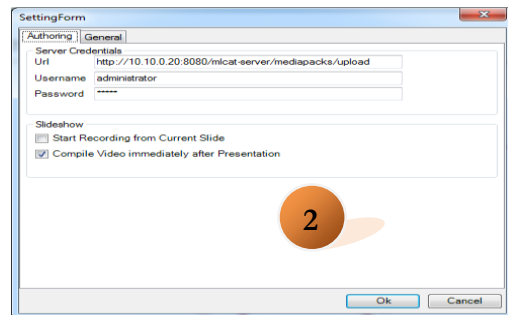 SettingForm
Authoring General
Server Credentials
Url http://10.10.0.20:8080/mlcat-server/mediapacks/upload
Username administrator
Password *****
Slideshow
Start Recording from Current Slide
Compile Video immediately after Presentation
2
Ok Cancel